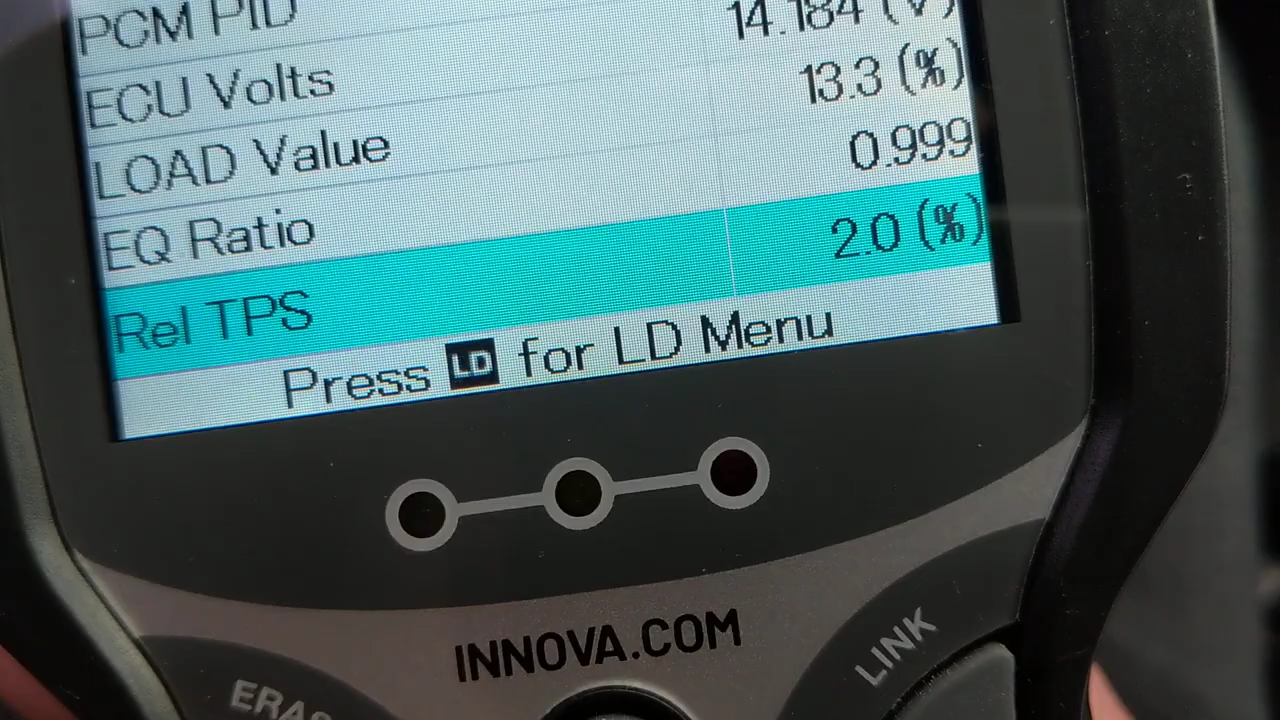 PCM PID
ECU Volts 14.184 (V)
LOAD Value 13.3 (%)
EQ Ratio 0.999
Rel TPS 2.0 (%)
Press LD for LD Menu
INNOVA.COM
LINK